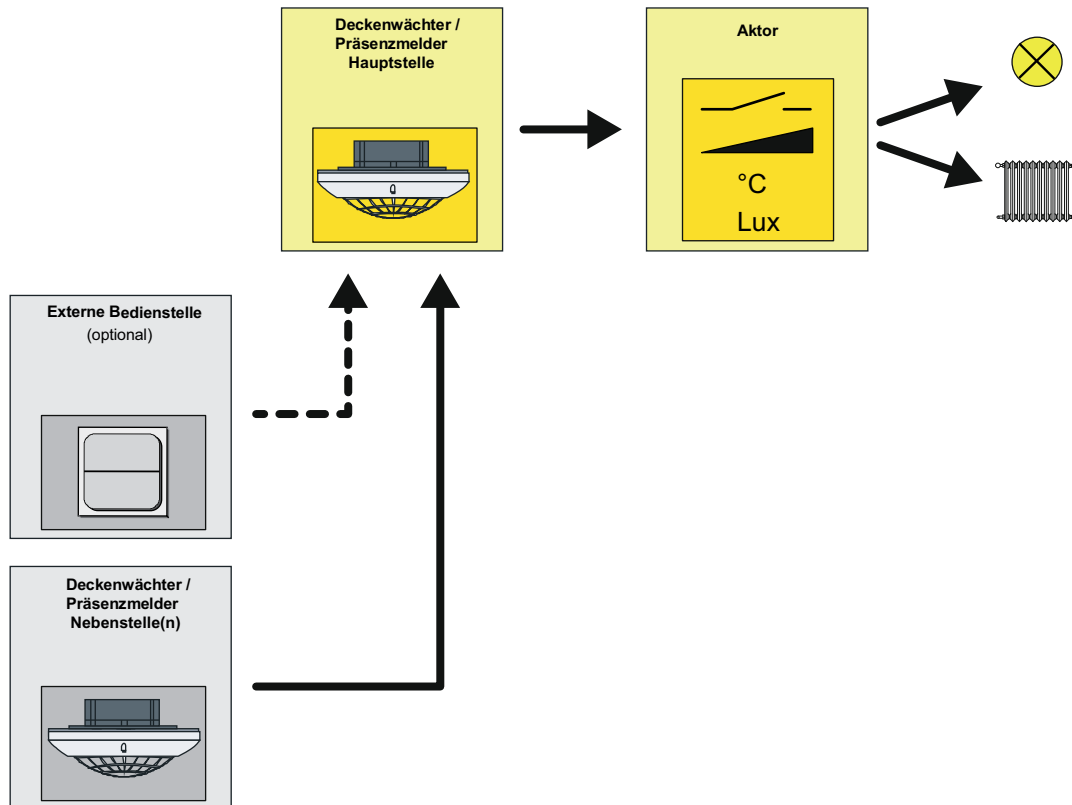 Deckenwächter /
Präsenzmelder
Hauptstelle
Aktor
°C
Lux
Externe Bedienstelle
(optional)
Deckenwächter /
Präsenzmelder
Nebenstelle(n)